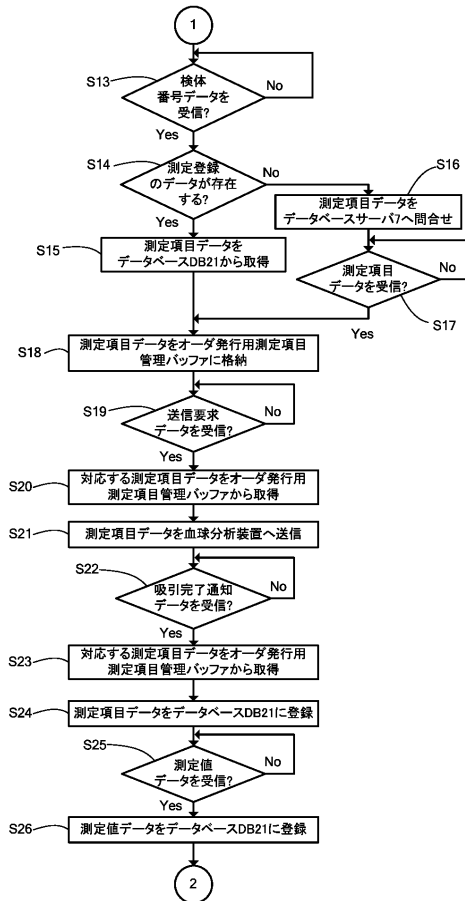 1
S13
検体
番号データを
受信?
No
Yes
S14
測定登録
のデータが存在
する?
No
Yes
S16
測定項目データを
データベースサーバ7へ問合せ
S15
測定項目データを
データベースDB21から取得
測定項目
データを受信?
No
S17
Yes
S18
測定項目データをオーダ発行用測定項目
管理バッファに格納
S19
送信要求
データを受信?
No
Yes
S20
対応する測定項目データをオーダ発行用
測定項目管理バッファから取得
S21
測定項目データを血球分析装置へ送信
S22
吸引完了通知
データを受信?
No
Yes
S23
対応する測定項目データをオーダ発行用
測定項目管理バッファから取得
S24
測定項目データをデータベースDB21に登録
S25
測定値
データを受信?
No
Yes
S26
測定値データをデータベースDB21に登録
2